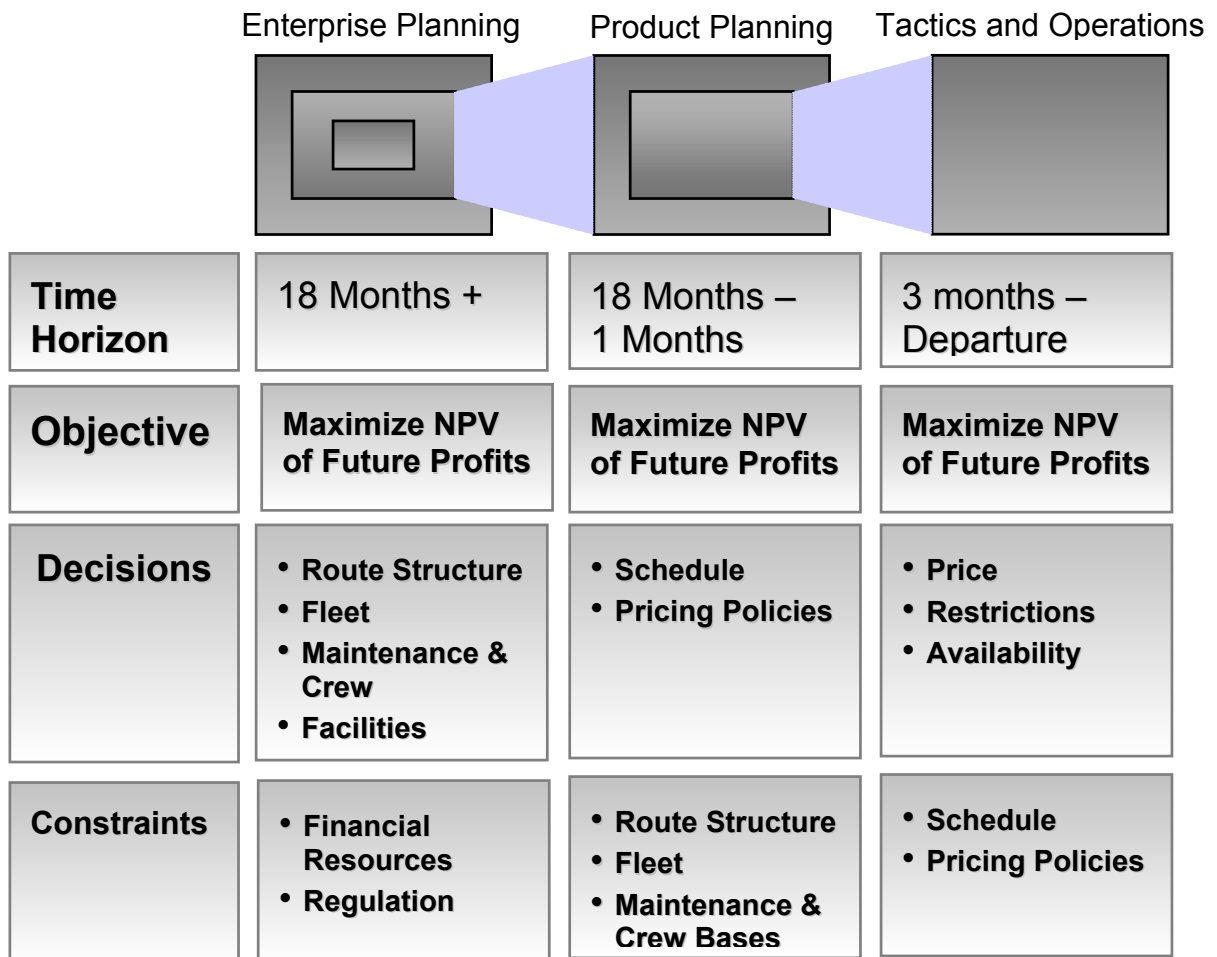 Enterprise Planning
Product Planning
Tactics and Operations
Time
Horizon
18 Months +
18 Months –
1 Months
3 months –
Departure
Objective
Maximize NPV
of Future Profits
Maximize NPV
of Future Profits
Maximize NPV
of Future Profits
Decisions
• Route Structure
• Fleet
• Maintenance &
Crew
• Facilities
• Schedule
• Pricing Policies
• Price
• Restrictions
• Availability
Constraints
• Financial
Resources
• Regulation
• Route Structure
• Fleet
• Maintenance &
Crew Bases
• Schedule
• Pricing Policies